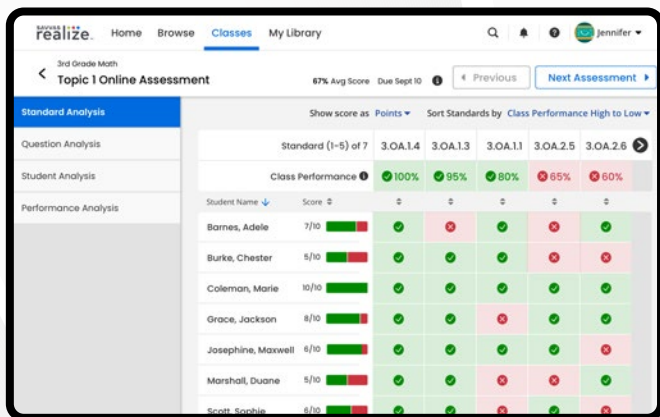 savvas
realize. Home Browse Classes My Library Jennifer
3rd Grade Math
Topic 1 Online Assessment 67% Avg Score Due Sept 10 Previous Next Assessment
Standard Analysis
Question Analysis
Student Analysis
Performance Analysis
Show score as Points Sort Standards by Class Performance High to Low
Standard (1-5) of 7 3.OA.1.4 3.OA.1.3 3.OA.1.1 3.OA.2.5 3.OA.2.6
Class Performance 100% 95% 80% 65% 60%
Student Name Score
Barnes, Adele 7/10
Burke, Chester 5/10
Coleman, Marie 10/10
Grace, Jackson 8/10
Josephine, Maxwell 6/10
Marshall, Duane 5/10
Scott, Sophie 6/10